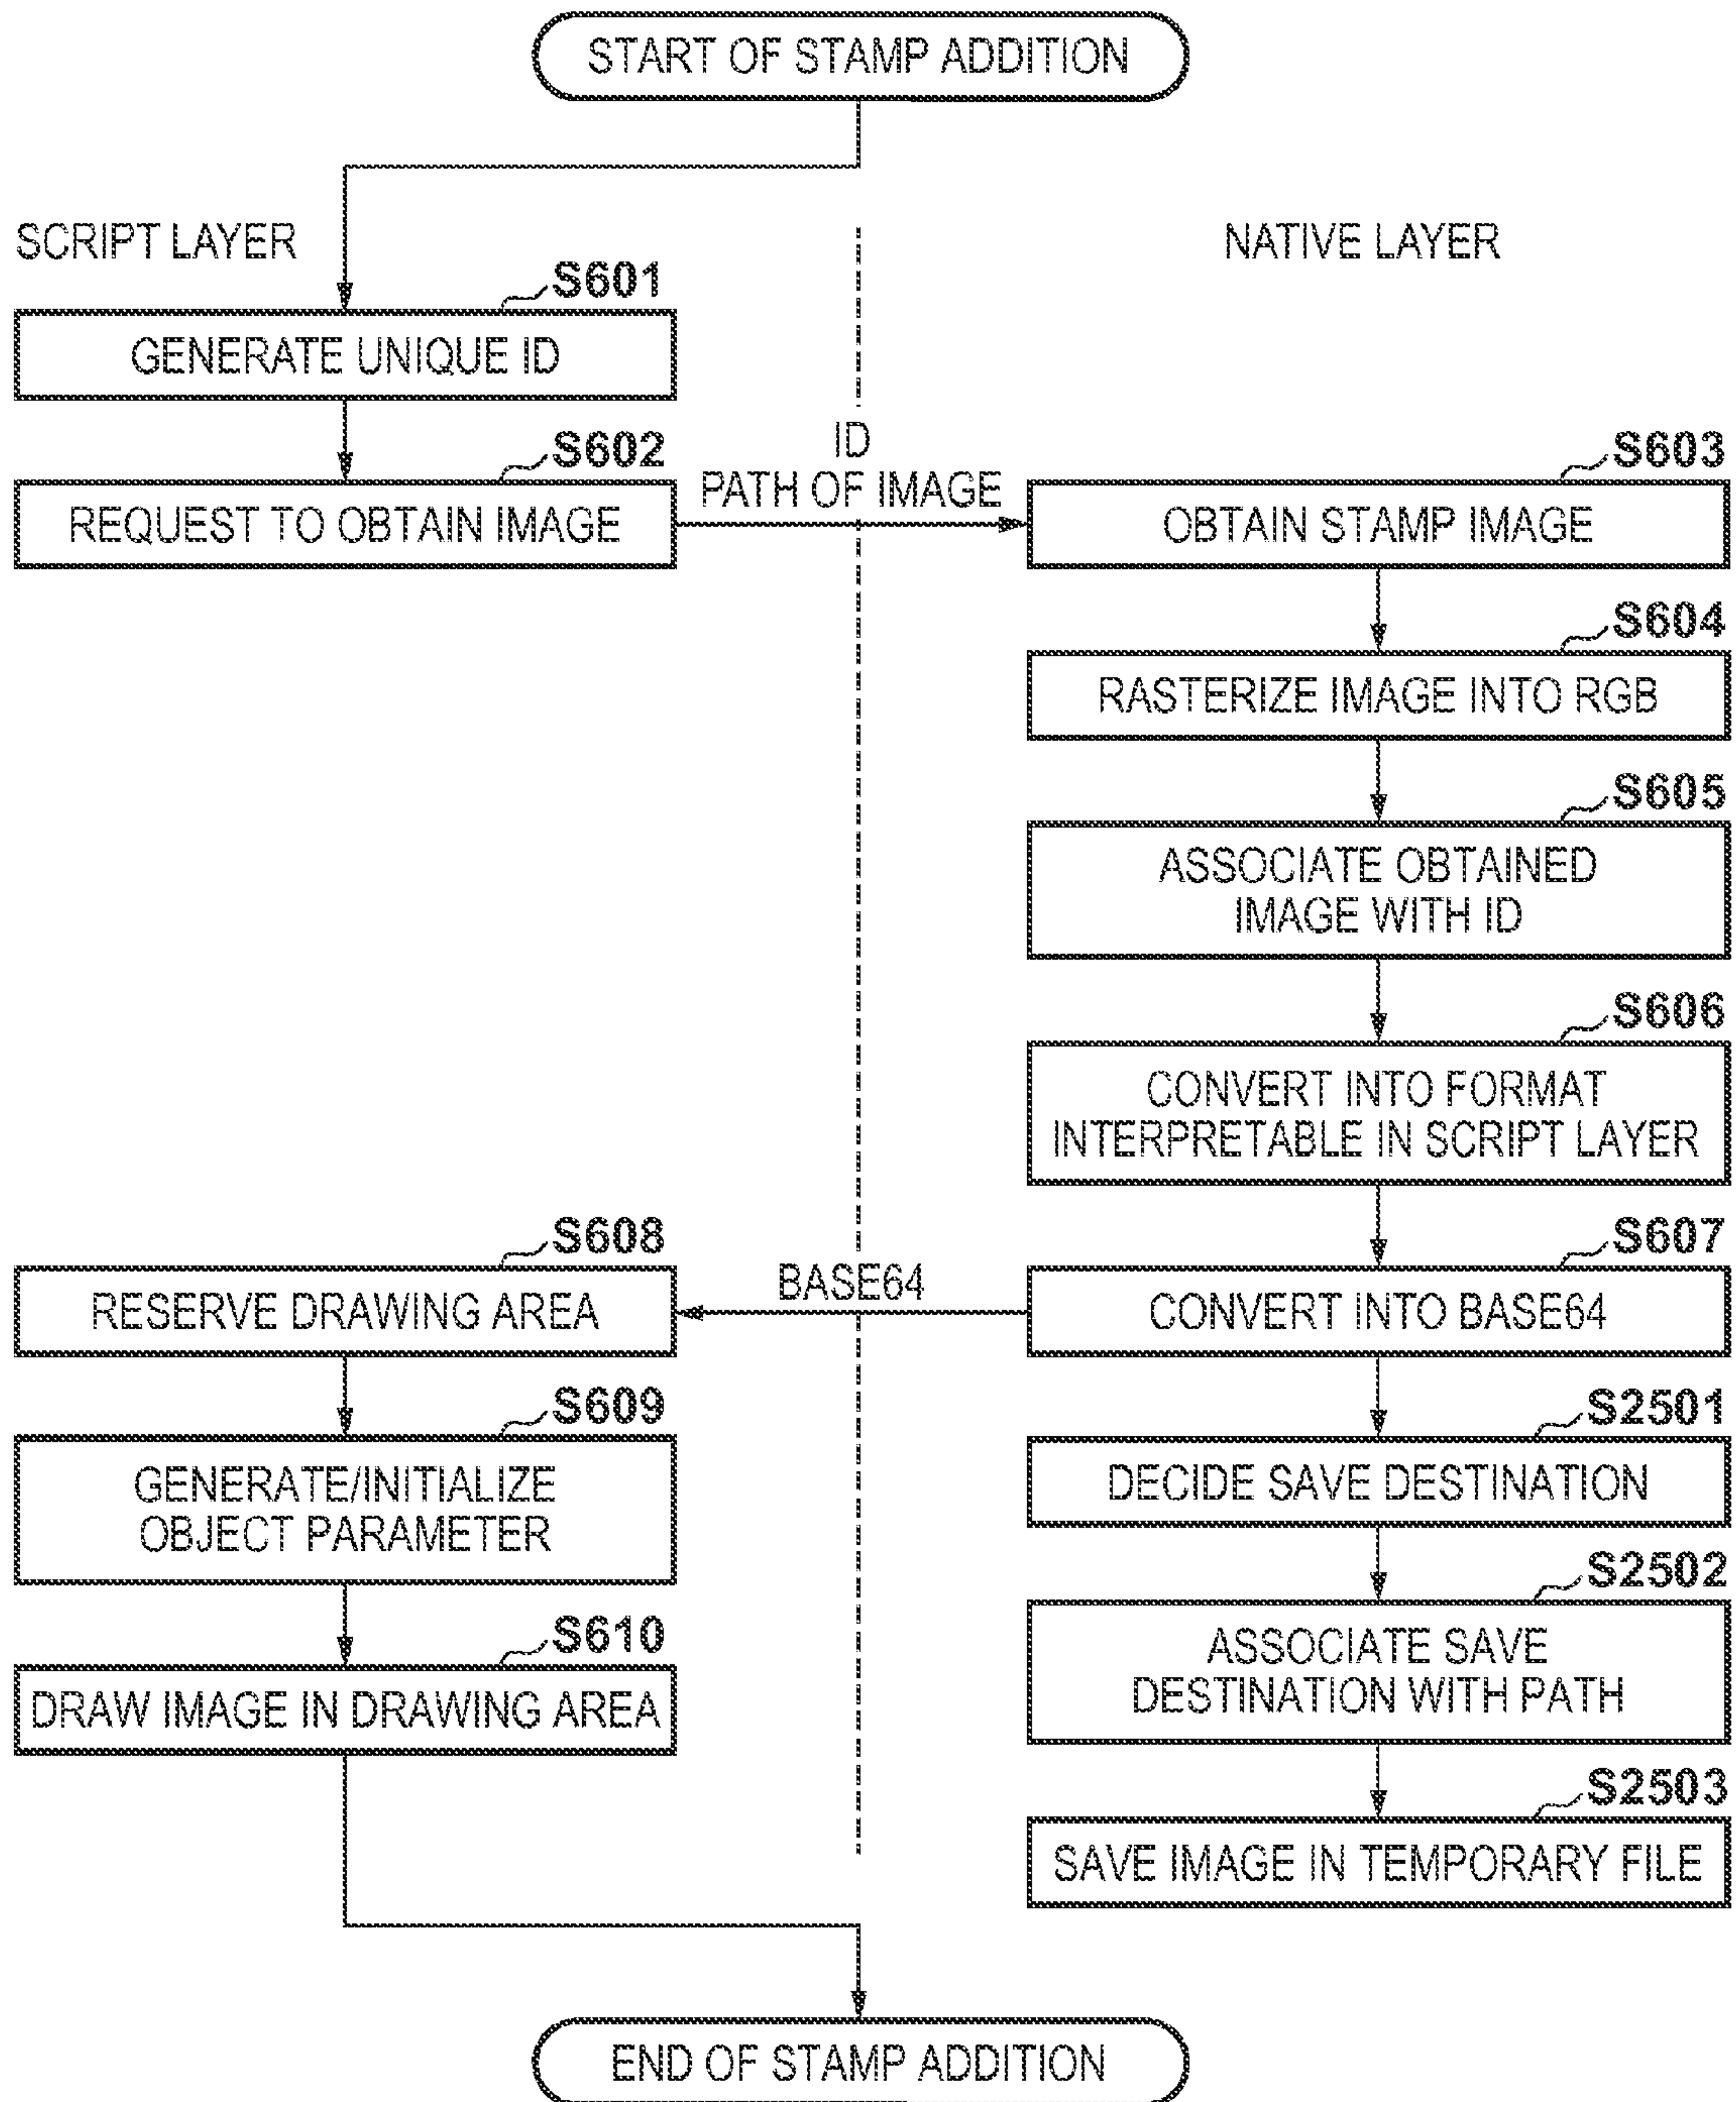 START OF STAMP ADDITION
SCRIPT LAYER
NATIVE LAYER
S601
GENERATE UNIQUE ID
S602
REQUEST TO OBTAIN IMAGE
ID
PATH OF IMAGE
S603
OBTAIN STAMP IMAGE
S604
RASTERIZE IMAGE INTO RGB
S605
ASSOCIATE OBTAINED
IMAGE WITH ID
S606
CONVERT INTO FORMAT
INTERPRETABLE IN SCRIPT LAYER
S607
CONVERT INTO BASE64
BASE64
S608
RESERVE DRAWING AREA
S609
GENERATE/INITIALIZE
OBJECT PARAMETER
S610
DRAW IMAGE IN DRAWING AREA
S2501
DECIDE SAVE DESTINATION
S2502
ASSOCIATE SAVE
DESTINATION WITH PATH
S2503
SAVE IMAGE IN TEMPORARY FILE
END OF STAMP ADDITION